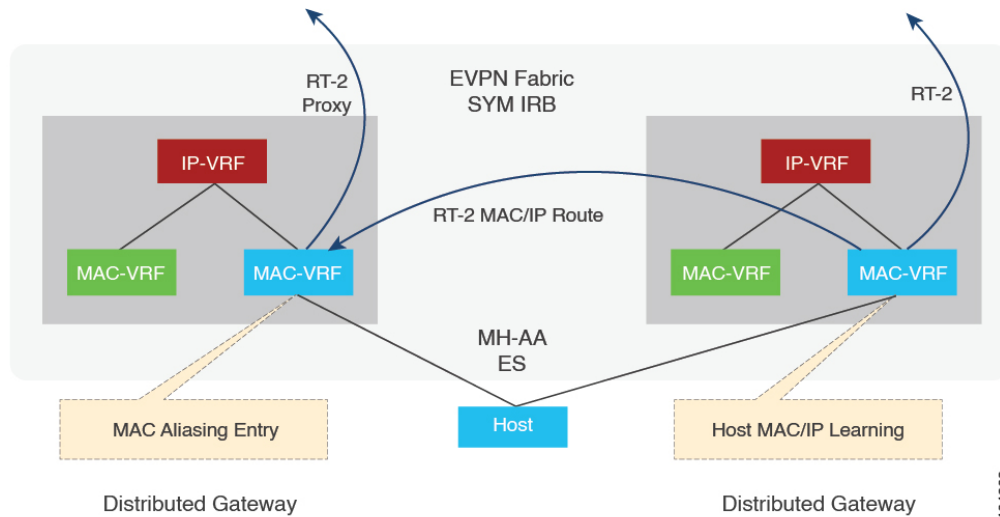 EVPN Fabric
SYM IRB
RT-2
Proxy
RT-2
IP-VRF
IP-VRF
RT-2 MAC/IP Route
MAC-VRF
MAC-VRF
MAC-VRF
MAC-VRF
MH-AA
ES
MAC Aliasing Entry
Host
Host MAC/IP Learning
Distributed Gateway
Distributed Gateway